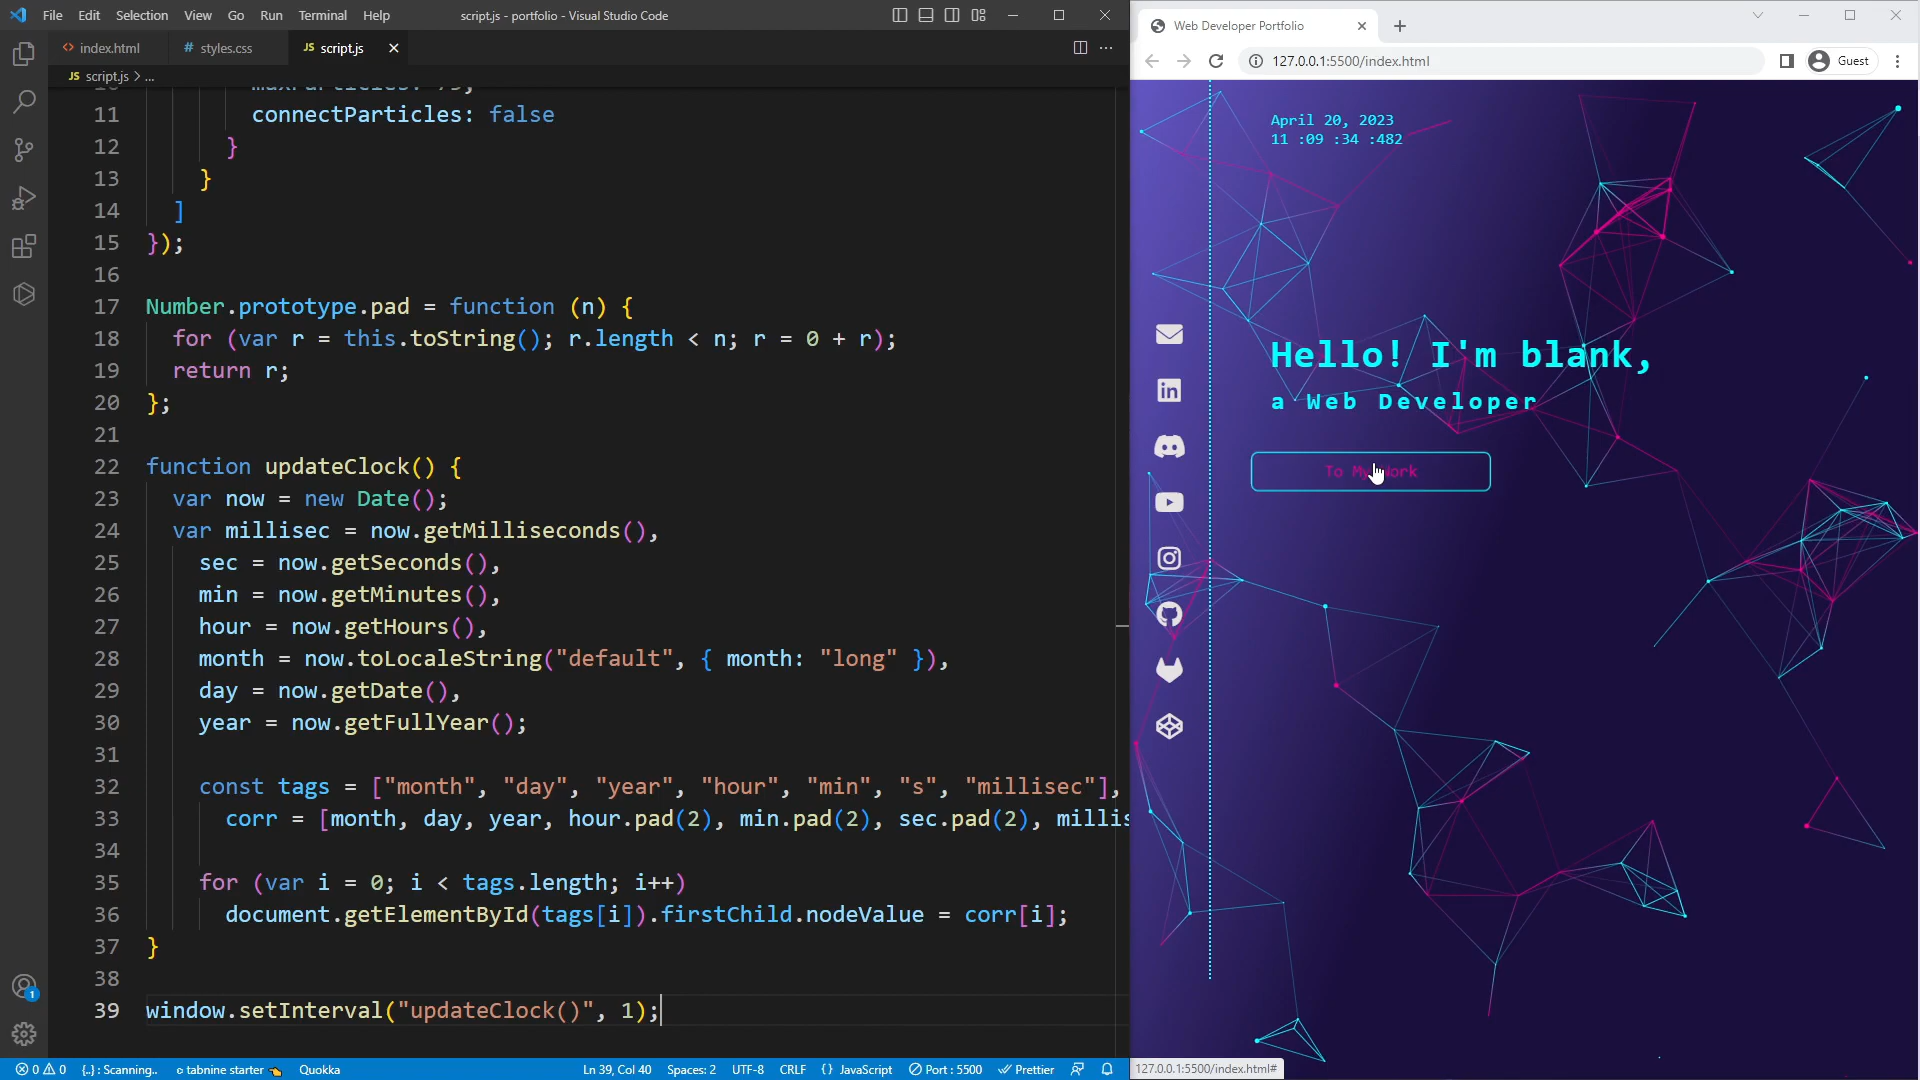 File Edit Selection View Go Run Terminal Help
script.js - portfolio - Visual Studio Code
<> index.html
# styles.css
JS script.js
JS script.js > ...
11 connectParticles: false
12 }
13 }
14 ]
15 });
16
17 Number.prototype.pad = function (n) {
18 for (var r = this.toString(); r.length < n; r = 0 + r);
19 return r;
20 };
21
22 function updateClock() {
23 var now = new Date();
24 var millisec = now.getMilliseconds(),
25 sec = now.getSeconds(),
26 min = now.getMinutes(),
27 hour = now.getHours(),
28 month = now.toLocaleString("default", { month: "long" }),
29 day = now.getDate(),
30 year = now.getFullYear();
31
32 const tags = ["month", "day", "year", "hour", "min", "s", "millisec"],
33 corr = [month, day, year, hour.pad(2), min.pad(2), sec.pad(2), millis
34
35 for (var i = 0; i < tags.length; i++)
36 document.getElementById(tags[i]).firstChild.nodeValue = corr[i];
37 }
38
39 window.setInterval("updateClock()", 1);
1
0 0 {..} : Scanning.. tabnine starter Quokka
Ln 39, Col 40 Spaces: 2 UTF-8 CRLF {} JavaScript Port : 5500 Prettier
Web Developer Portfolio
127.0.0.1:5500/index.html
Guest
April 20, 2023
11 :09 :34 :482
Hello! I'm blank,
a Web Developer
To My Work
in
127.0.0.1:5500/index.html#